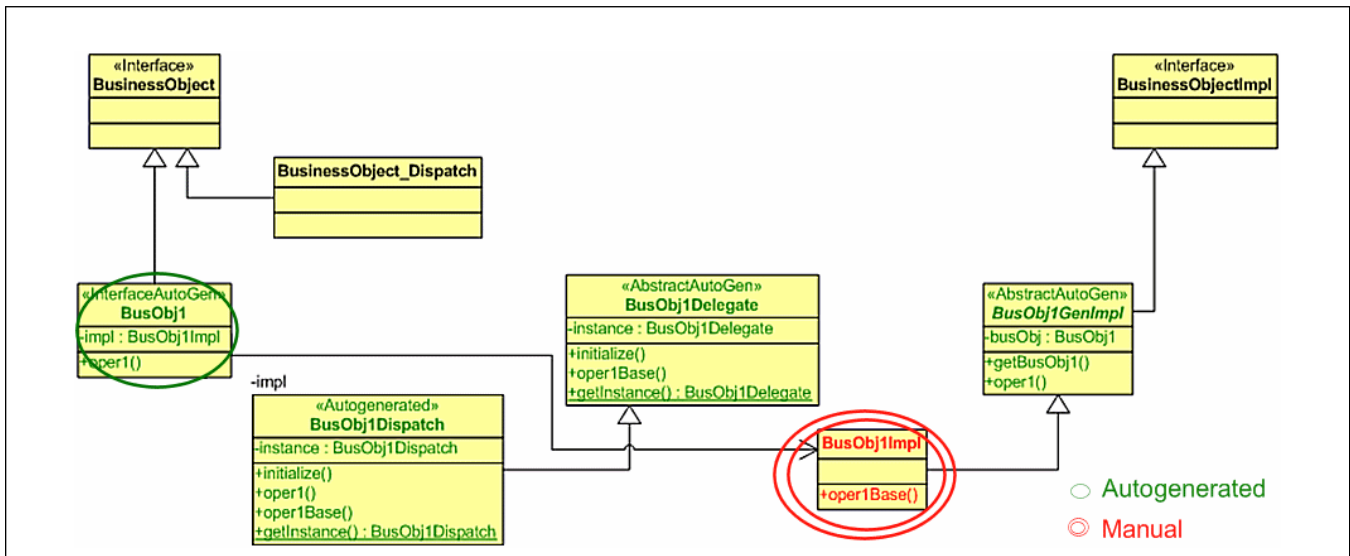 «Interface»
BusinessObject
«Interface»
BusinessObjectImpl
BusinessObject_Dispatch
«InterfaceAutoGen»
BusObj1
-impl : BusObj1Impl
+oper1()
«AbstractAutoGen»
BusObj1Delegate
-instance : BusObj1Delegate
+initialize()
+oper1Base()
+getInstance() : BusObj1Delegate
«AbstractAutoGen»
BusObj1GenImpl
-busObj : BusObj1
+getBusObj1()
+oper1()
-impl
«Autogenerated»
BusObj1Dispatch
-instance : BusObj1Dispatch
+initialize()
+oper1()
+oper1Base()
+getInstance() : BusObj1Dispatch
BusObj1Impl
+oper1Base()
Autogenerated
Manual